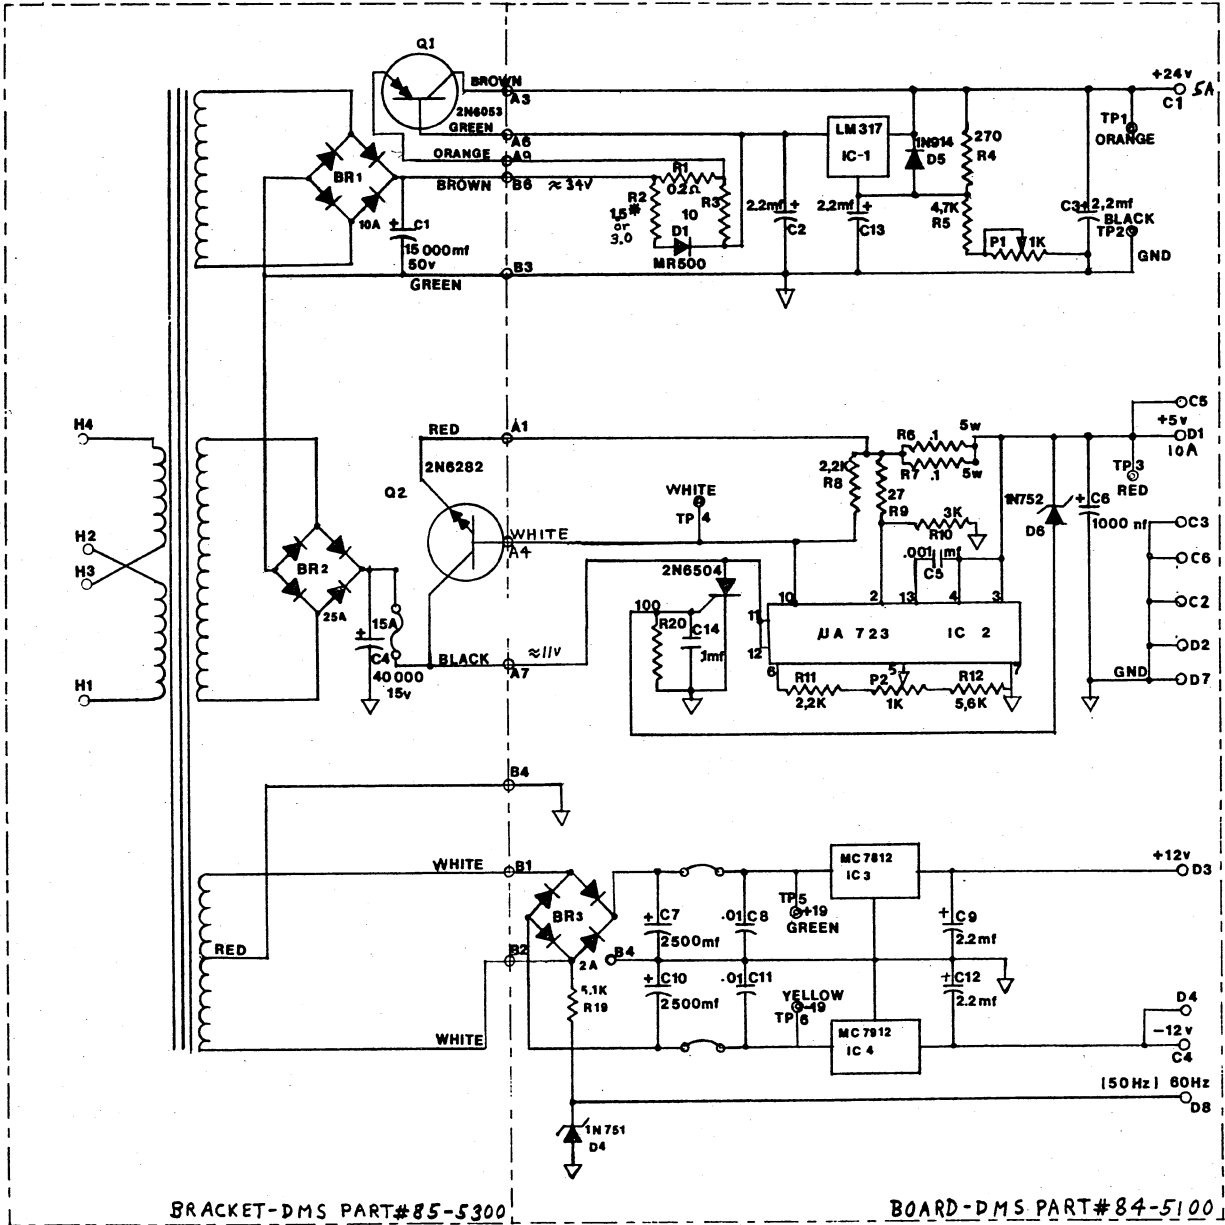 Q1
BROWN
A3
+24v
5A
C1
2N6053
GREEN
A6
TP1
ORANGE
LM 317
IC-1
1N914
D5
270
R4
ORANGE
A9
BR1
BROWN
B6
≈34V
R1
0.2Ω
R2
1.5*
or
3.0
10
R3
D1
MR500
10A
C1
15000mf
50v
2.2mf
C2
2.2mf
C13
4,7K
R5
C3
2,2mf
BLACK
TP2
P1
1K
GND
B3
GREEN
H4
RED
A1
2N6282
Q2
2,2K
R8
27
R9
R6 .1
5w
R7 .1
5w
C5
+5v
D1
10A
TP3
RED
WHITE
TP 4
WHITE
A4
3K
R10
1N752
D6
C6
1000 nf
C3
C6
C2
D2
GND
D7
H2
H3
BR2
25A
15A
C4
40000
15v
.001 mf
C5
2N6504
100
R20
C14
.1mf
10
2
13
4
3
11
12
µA 723
IC 2
6
5
7
BLACK
A7
≈11V
R11
2,2K
P2
1K
R12
5,6K
H1
B4
WHITE
B1
MC7812
IC 3
+12v
D3
BR3
C7
2500mf
.01
C8
TP5
+19
GREEN
C9
2.2mf
RED
B2
2A
B4
5.1K
R19
C10
2500mf
.01
C11
YELLOW
-19
TP 6
C12
2.2mf
WHITE
MC7912
IC 4
D4
-12v
C4
(50Hz) 60Hz
D8
1N751
D4
BRACKET-DMS PART#85-5300
BOARD-DMS PART#84-5100